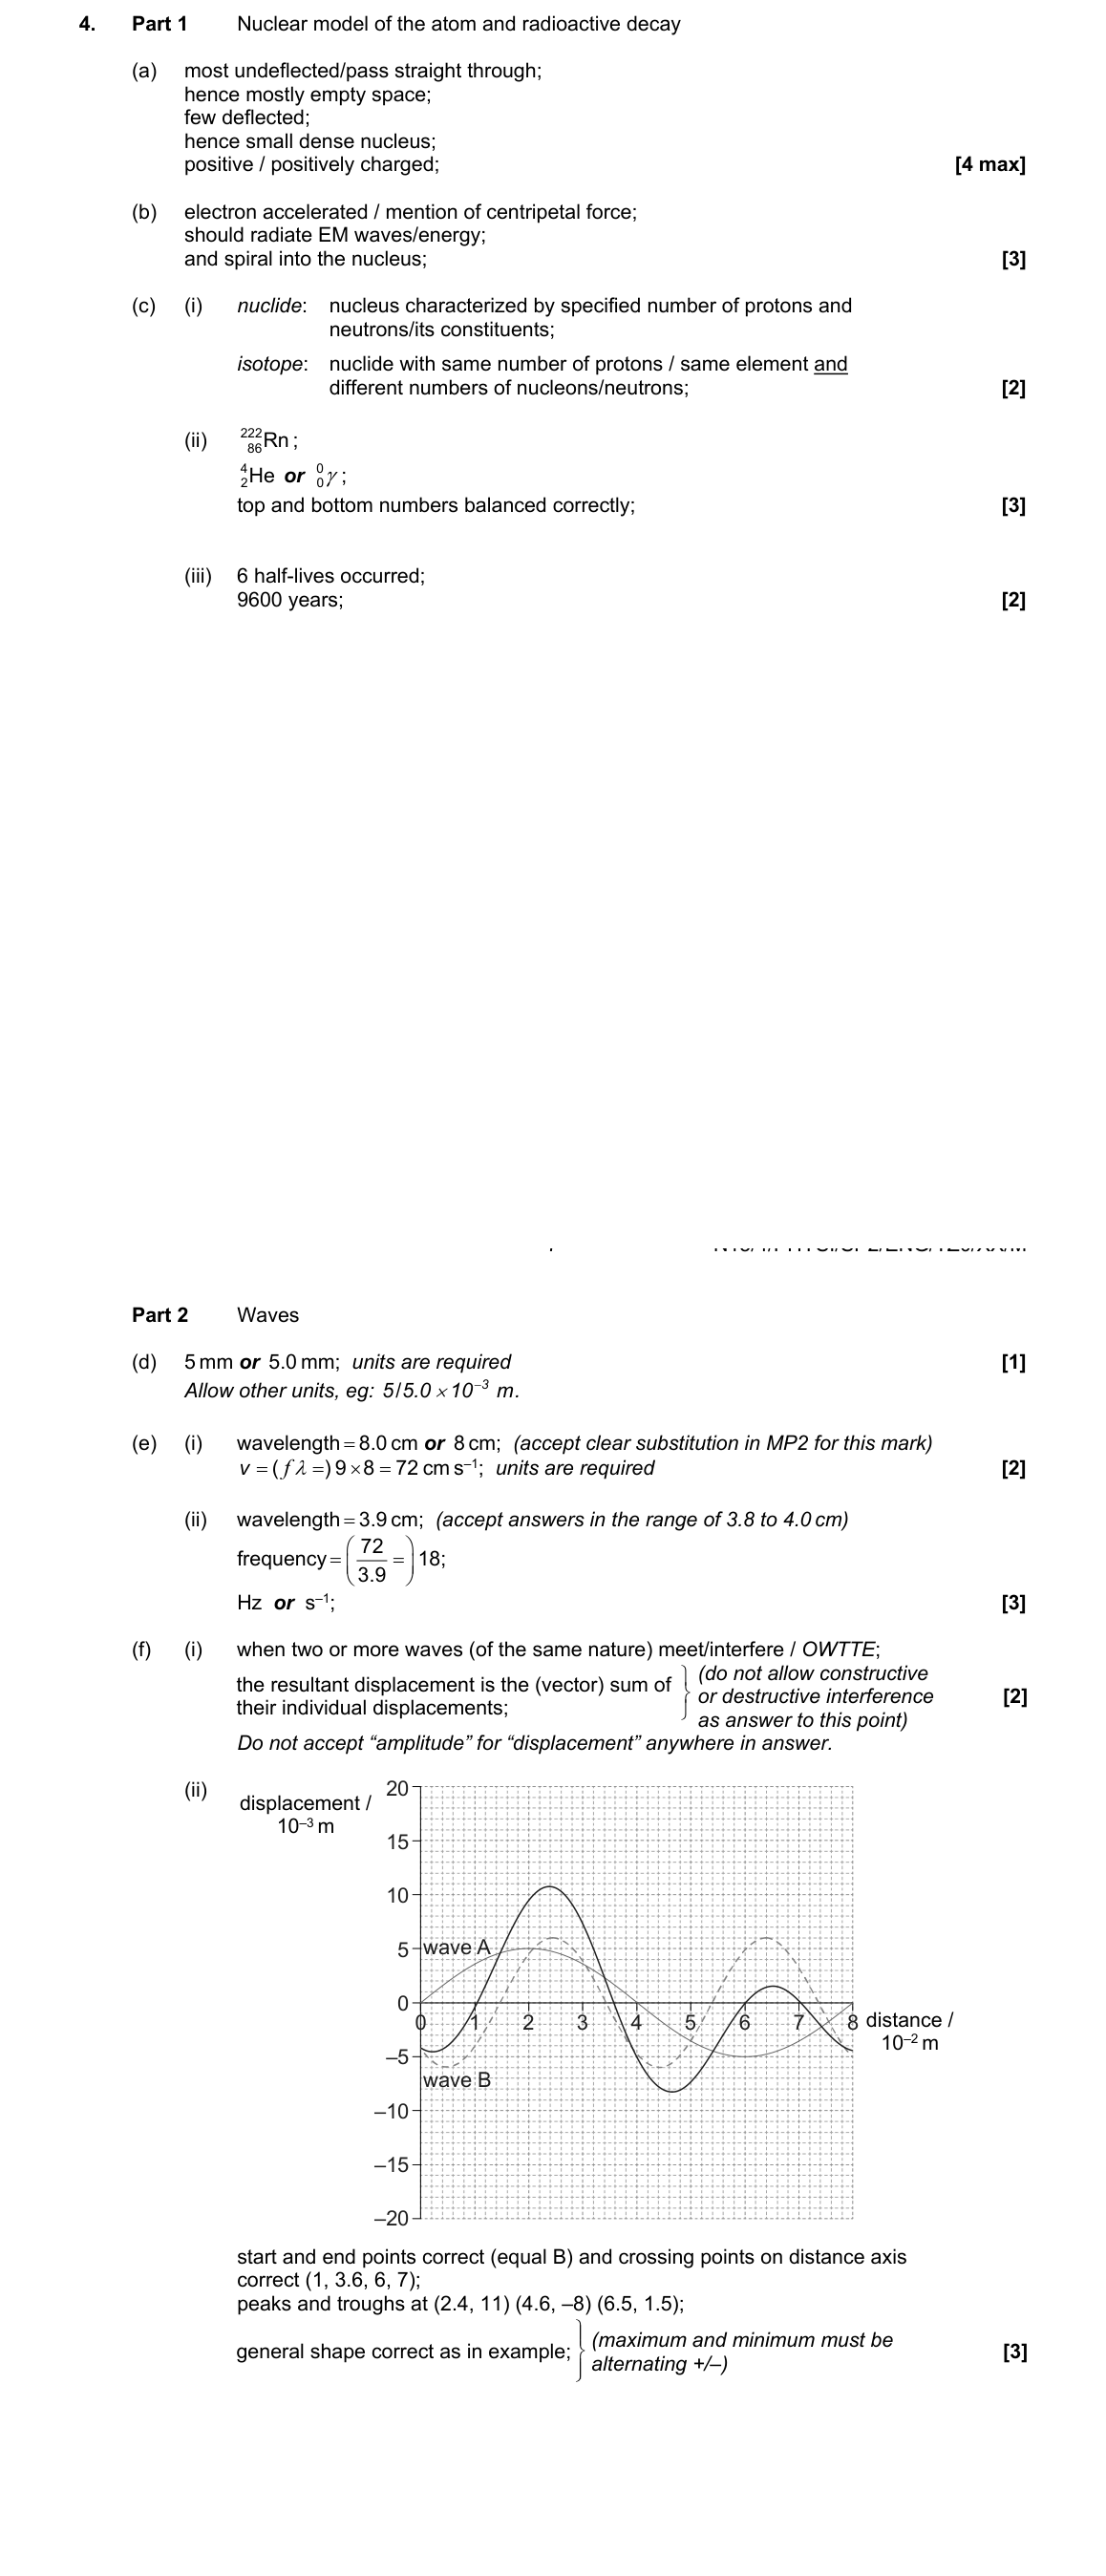 4. Part 1 Nuclear model of the atom and radioactive decay
(a) most undeflected/pass straight through;
hence mostly empty space;
few deflected;
hence small dense nucleus;
positive / positively charged; [4 max]
(b) electron accelerated / mention of centripetal force;
should radiate EM waves/energy;
and spiral into the nucleus; [3]
(c) (i) nuclide: nucleus characterized by specified number of protons and
neutrons/its constituents;
isotope: nuclide with same number of protons / same element and
different numbers of nucleons/neutrons; [2]
(ii) ²²²₈₆Rn;
⁴₂He or ⁰₀γ;
top and bottom numbers balanced correctly; [3]
(iii) 6 half-lives occurred;
9600 years; [2]
Part 2 Waves
(d) 5 mm or 5.0 mm; units are required [1]
Allow other units, eg: 5/5.0 × 10⁻³ m.
(e) (i) wavelength = 8.0 cm or 8 cm; (accept clear substitution in MP2 for this mark)
v = (fλ =) 9 × 8 = 72 cm s⁻¹; units are required [2]
(ii) wavelength = 3.9 cm; (accept answers in the range of 3.8 to 4.0 cm)
frequency = (72/3.9 =) 18;
Hz or s⁻¹; [3]
(f) (i) when two or more waves (of the same nature) meet/interfere / OWTTE;
the resultant displacement is the (vector) sum of
their individual displacements;
(do not allow constructive
or destructive interference
as answer to this point) [2]
Do not accept “amplitude” for “displacement” anywhere in answer.
(ii) displacement /
10⁻³ m
20
15
10
5
0
–5
–10
–15
–20
wave A
wave B
0 1 2 3 4 5 6 7 8
distance /
10⁻² m
start and end points correct (equal B) and crossing points on distance axis
correct (1, 3.6, 6, 7);
peaks and troughs at (2.4, 11) (4.6, –8) (6.5, 1.5);
general shape correct as in example;
(maximum and minimum must be
alternating +/–) [3]